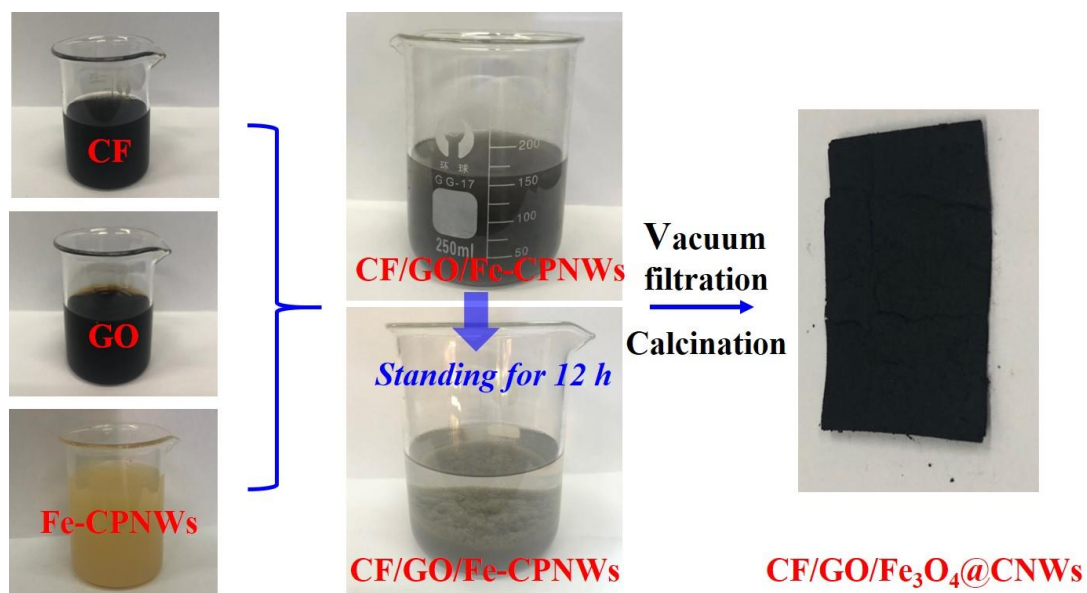 CF
GO
Fe-CPNWs
环 球
GG-17
250ml
200
150
100
50
CF/GO/Fe-CPNWs
Standing for 12 h
CF/GO/Fe-CPNWs
Vacuum
filtration
Calcination
CF/GO/Fe₃O₄@CNWs